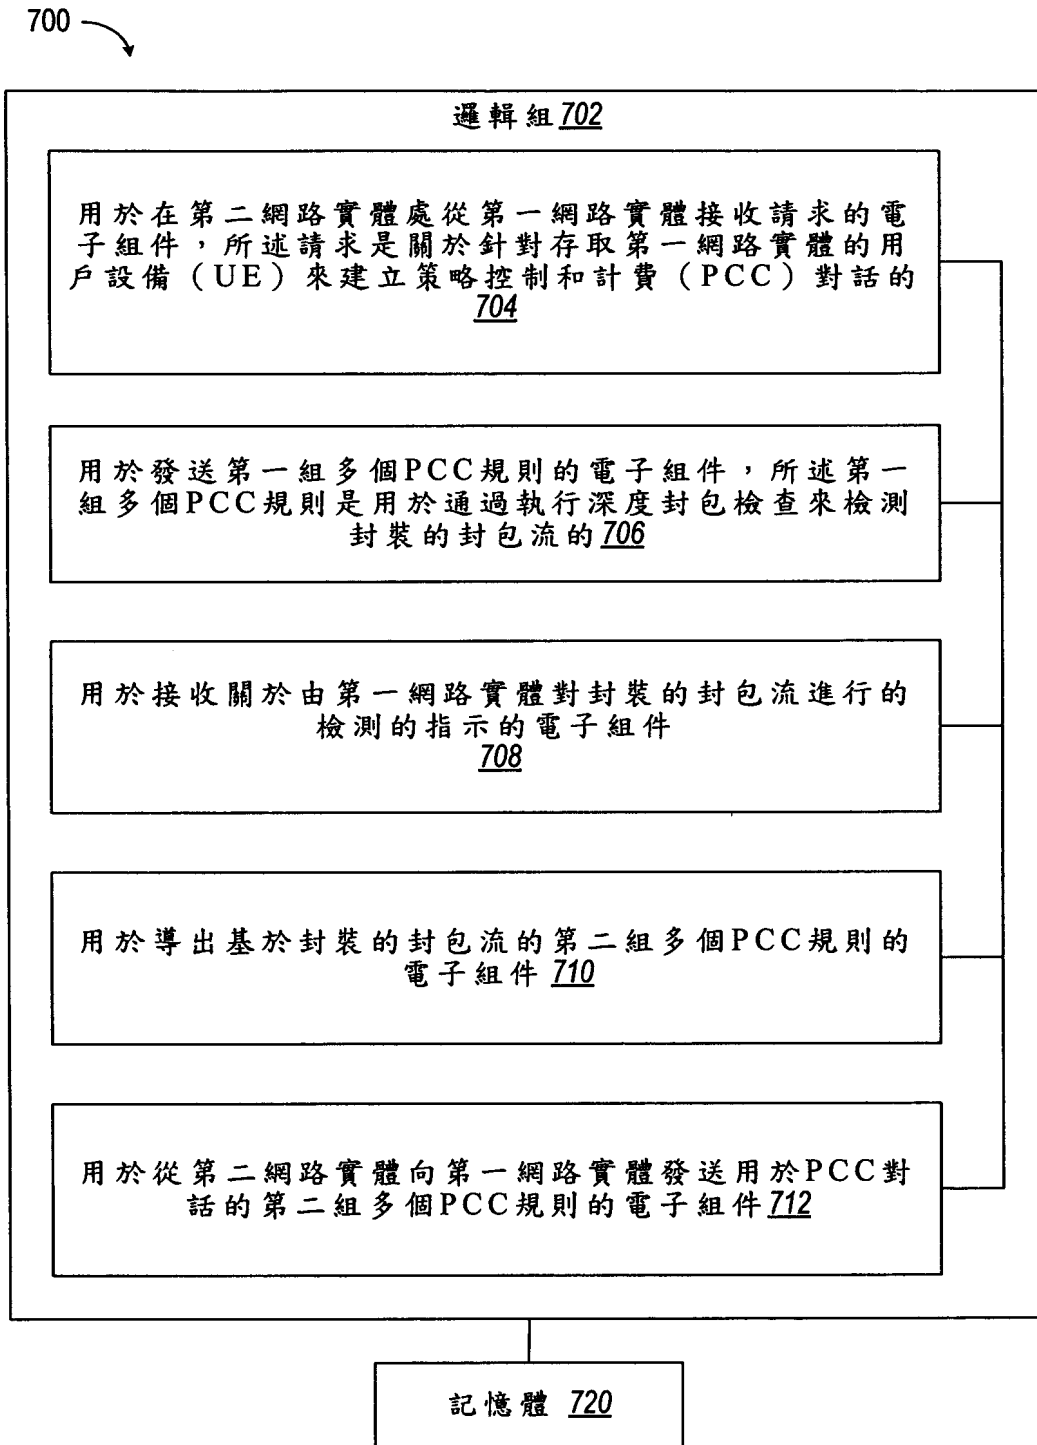 700
邏輯組702
用於在第二網路實體處從第一網路實體接收請求的電
子組件，所述請求是關於針對存取第一網路實體的用
戶設備（UE）來建立策略控制和計費（PCC）對話的
704
用於發送第一組多個PCC規則的電子組件，所述第一
組多個PCC規則是用於通過執行深度封包檢查來檢測
封裝的封包流的706
用於接收關於由第一網路實體對封裝的封包流進行的
檢測的指示的電子組件
708
用於導出基於封裝的封包流的第二組多個PCC規則的
電子組件 710
用於從第二網路實體向第一網路實體發送用於PCC對
話的第二組多個PCC規則的電子組件712
記憶體 720